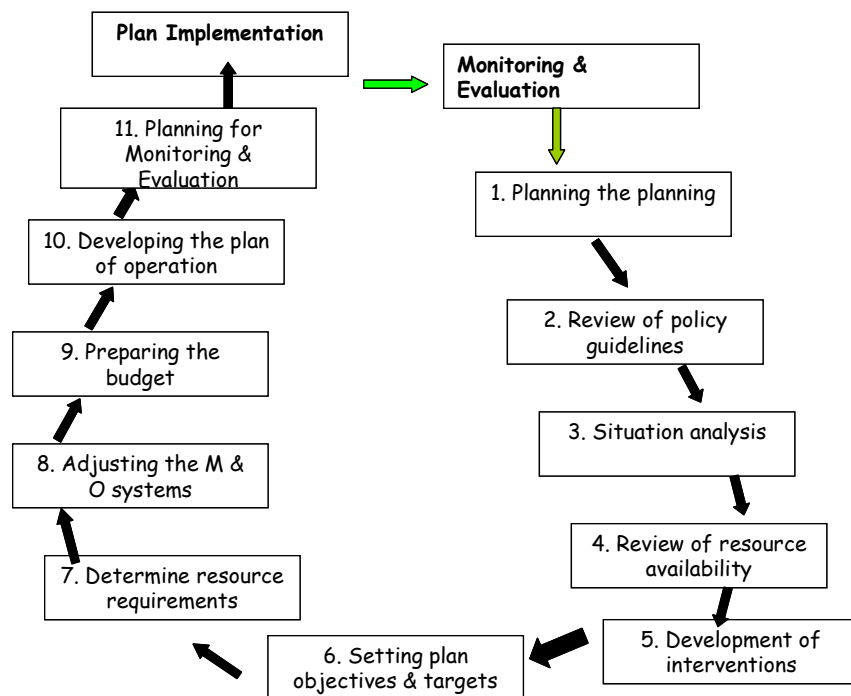 Plan Implementation
Monitoring &
Evaluation
1. Planning the planning
2. Review of policy
guidelines
3. Situation analysis
4. Review of resource
availability
5. Development of
interventions
6. Setting plan
objectives & targets
7. Determine resource
requirements
8. Adjusting the M &
O systems
9. Preparing the
budget
10. Developing the plan
of operation
11. Planning for
Monitoring &
Evaluation